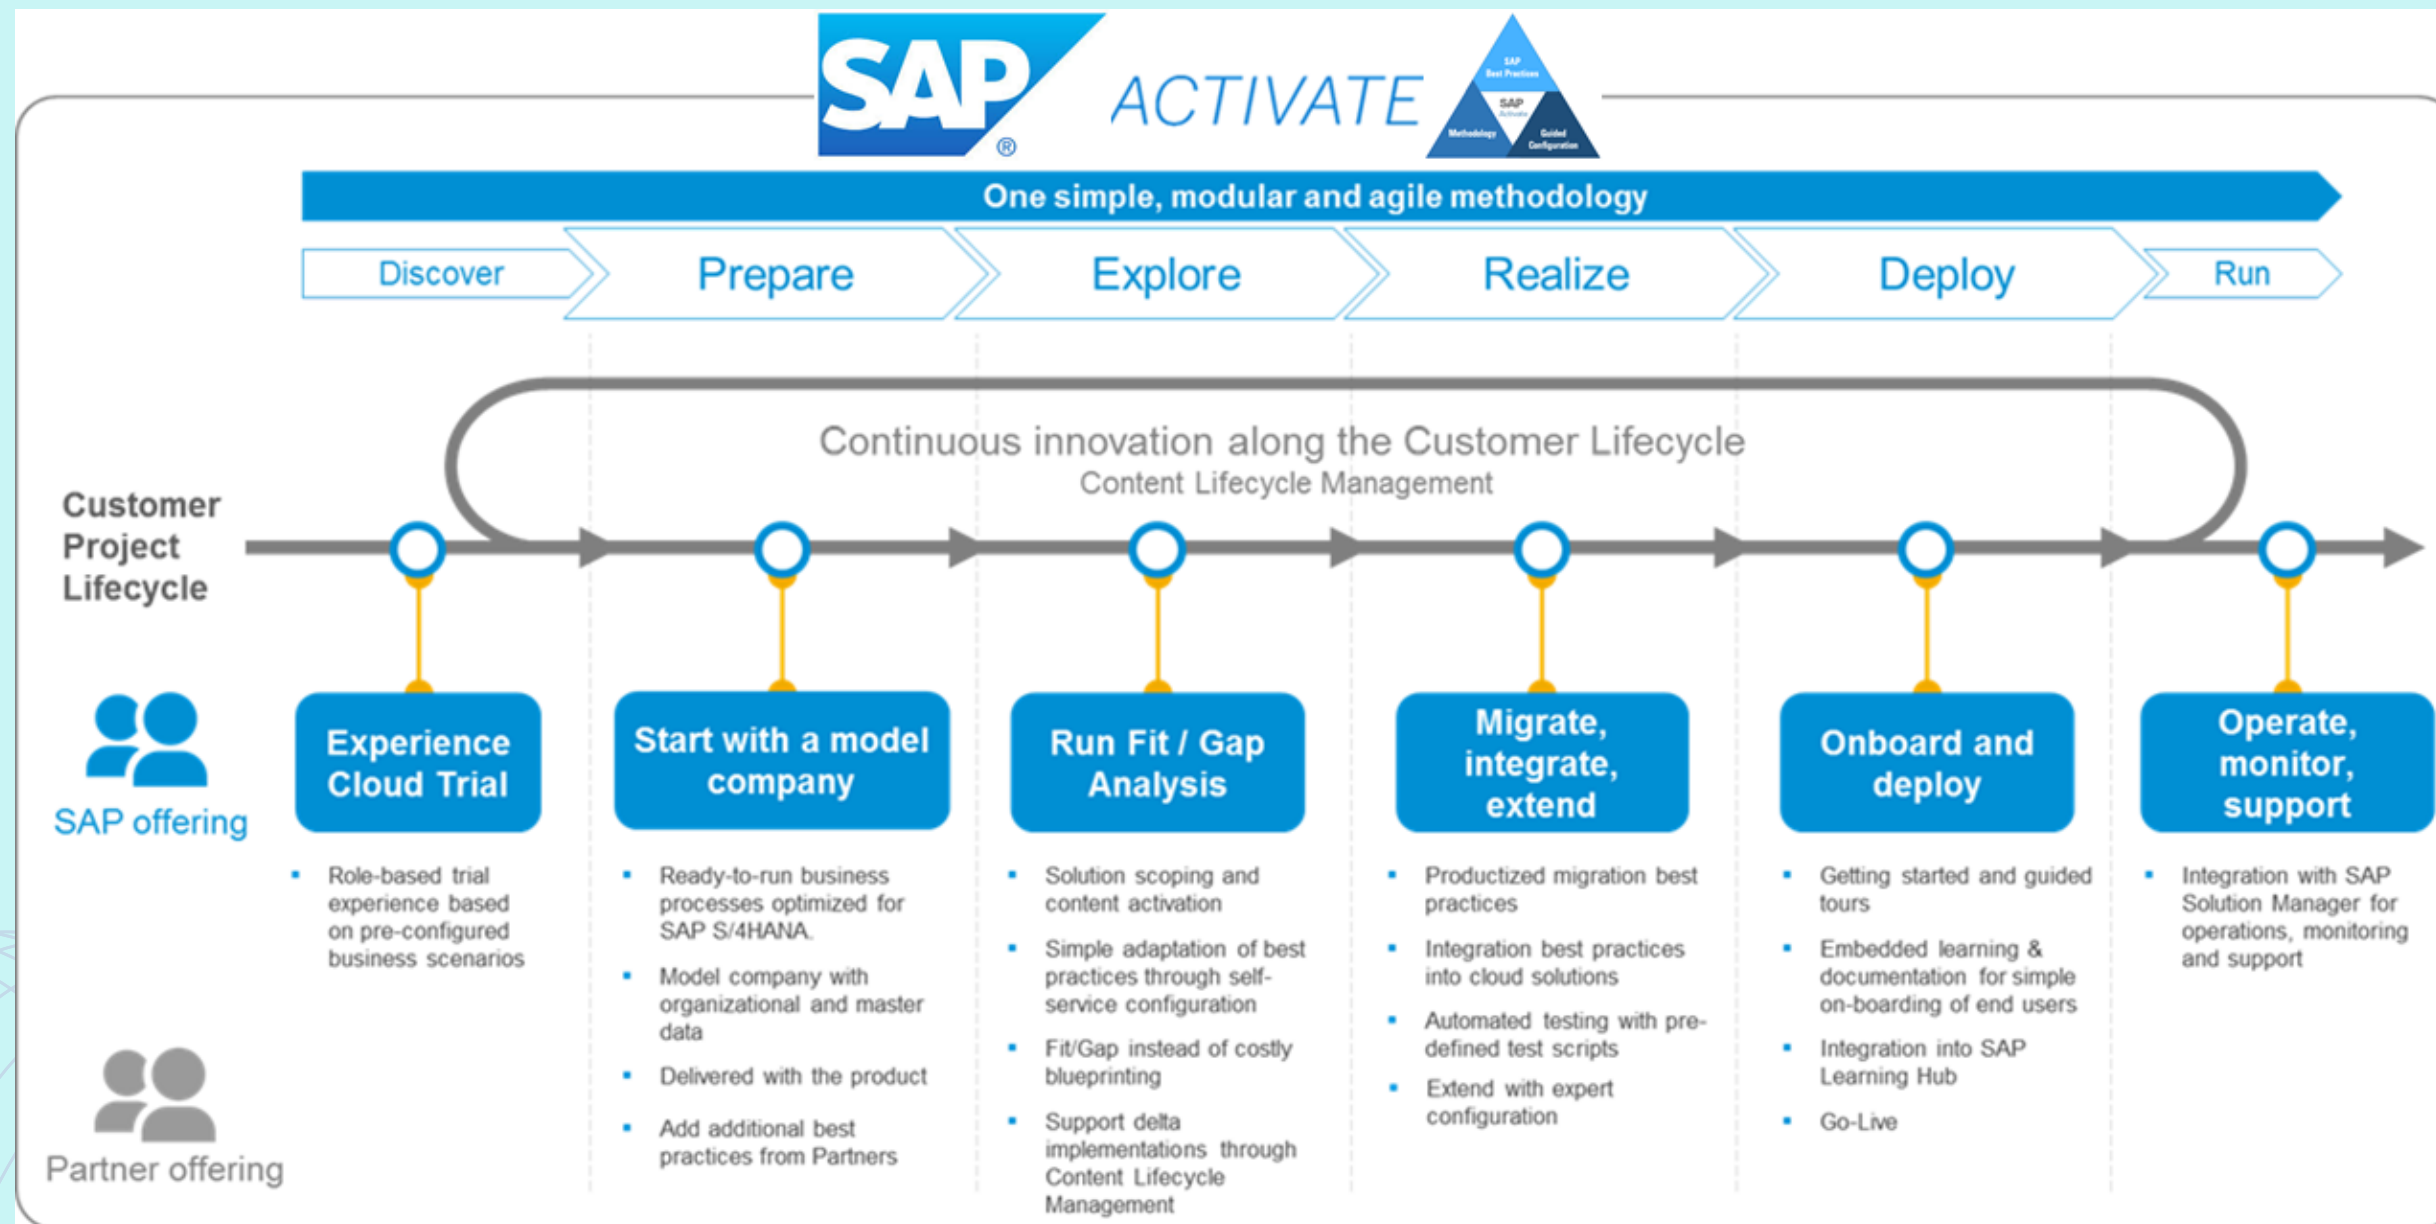 SAP
®
ACTIVATE
SAP
Best Practices
SAP
Activate
Methodology
Guided
Configuration
One simple, modular and agile methodology
Discover
Prepare
Explore
Realize
Deploy
Run
Continuous innovation along the Customer Lifecycle
Content Lifecycle Management
Customer
Project
Lifecycle
SAP offering
Partner offering
Experience
Cloud Trial
▪ Role-based trial
experience based
on pre-configured
business scenarios
Start with a model
company
▪ Ready-to-run business
processes optimized for
SAP S/4HANA.
▪ Model company with
organizational and master
data
▪ Delivered with the product
▪ Add additional best
practices from Partners
Run Fit / Gap
Analysis
▪ Solution scoping and
content activation
▪ Simple adaptation of best
practices through self-
service configuration
▪ Fit/Gap instead of costly
blueprinting
▪ Support delta
implementations through
Content Lifecycle
Management
Migrate,
integrate,
extend
▪ Productized migration best
practices
▪ Integration best practices
into cloud solutions
▪ Automated testing with pre-
defined test scripts
▪ Extend with expert
configuration
Onboard and
deploy
▪ Getting started and guided
tours
▪ Embedded learning &
documentation for simple
on-boarding of end users
▪ Integration into SAP
Learning Hub
▪ Go-Live
Operate,
monitor,
support
▪ Integration with SAP
Solution Manager for
operations, monitoring
and support